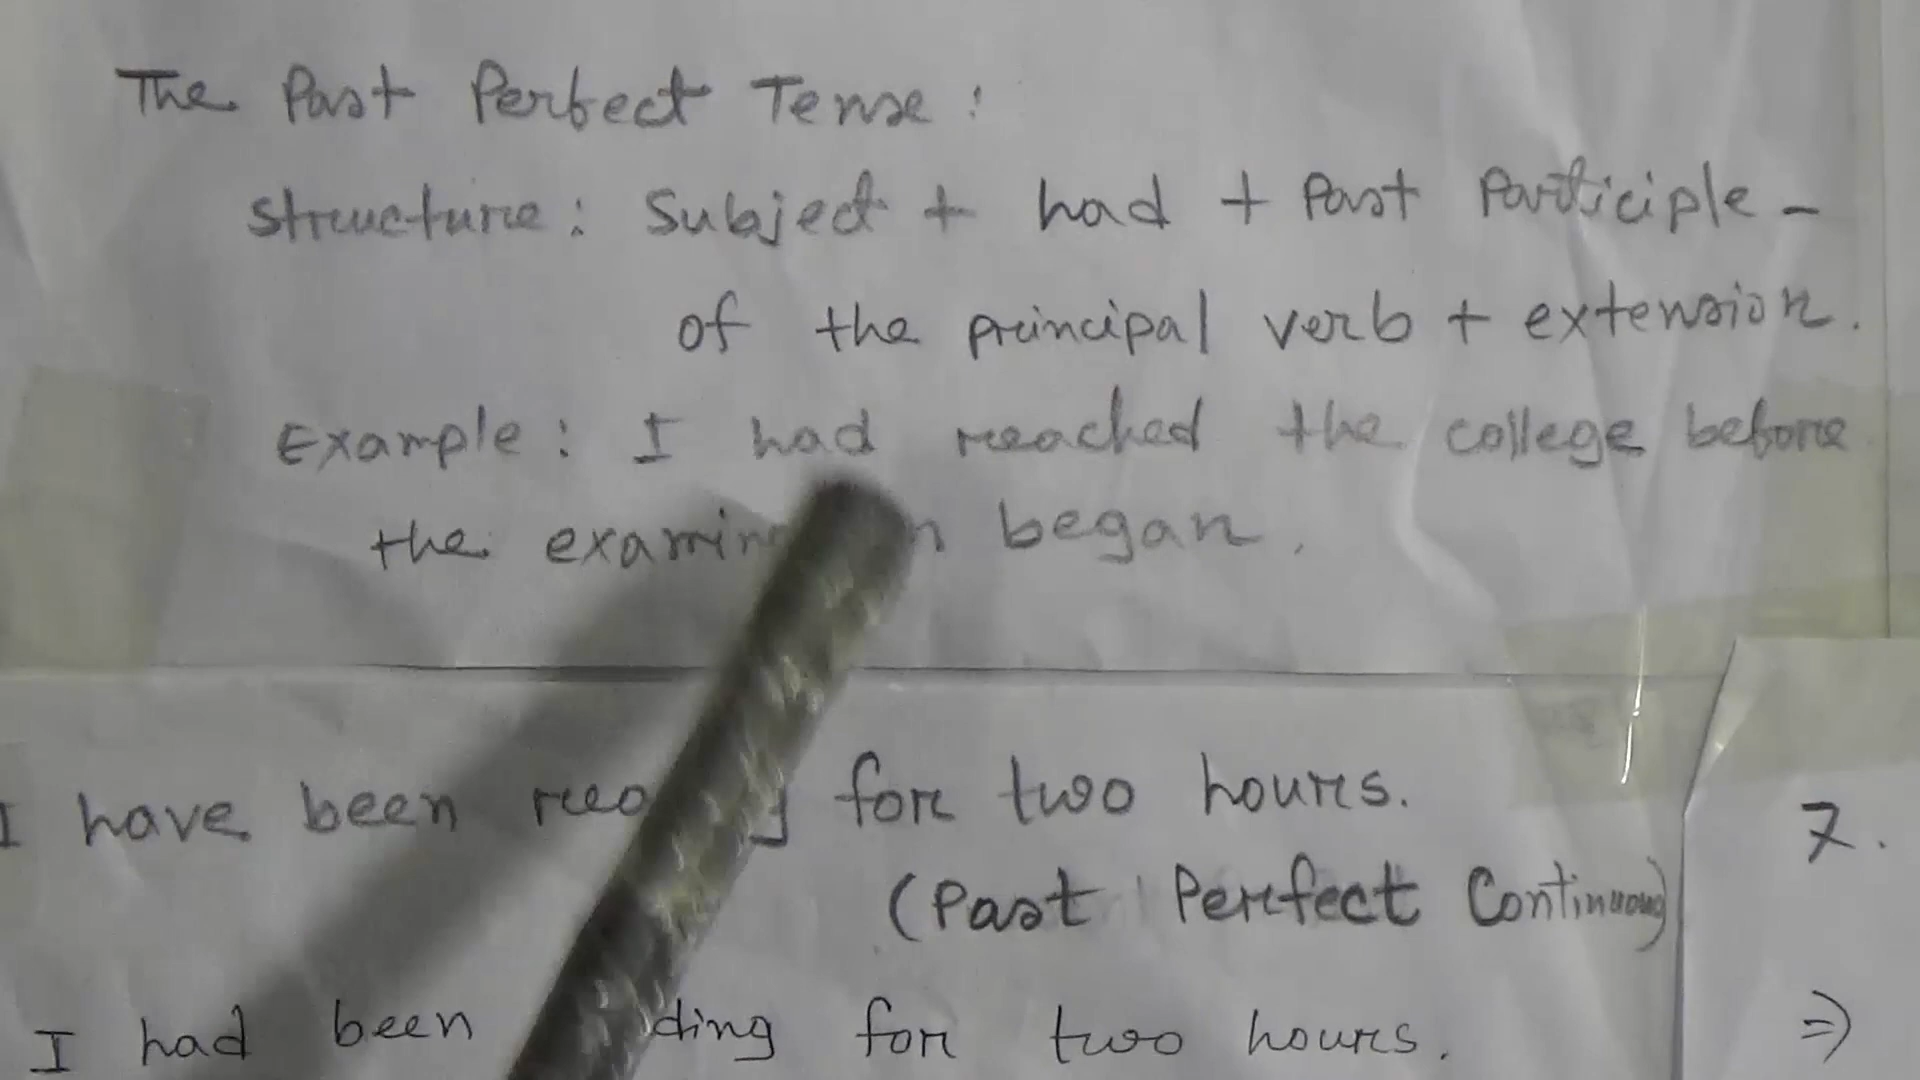 The Past Perfect Tense:
Structure: Subject + had + Past Participle -
of the principal verb + extension.
Example: I had reached the college before
the began.
I have been for two hours.
7.
(Past Perfect Continuous)
I had been for two hours.
=>